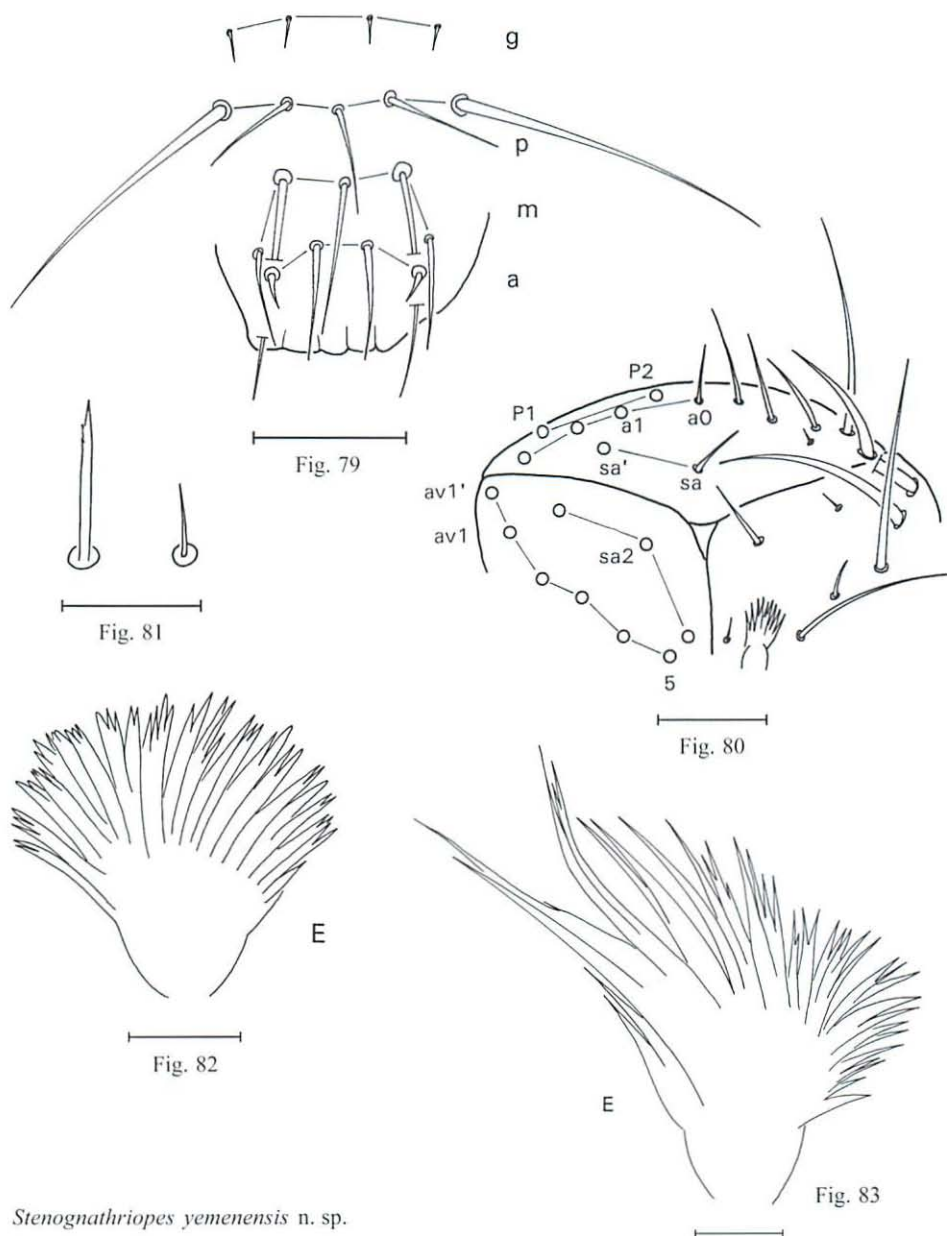 g
p
m
a
Fig. 79
P2
P1
a1
a0
sa'
sa
av1'
av1
sa2
5
Fig. 81
Fig. 80
E
Fig. 82
E
Fig. 83
Stenognathriopes yemenensis n. sp.